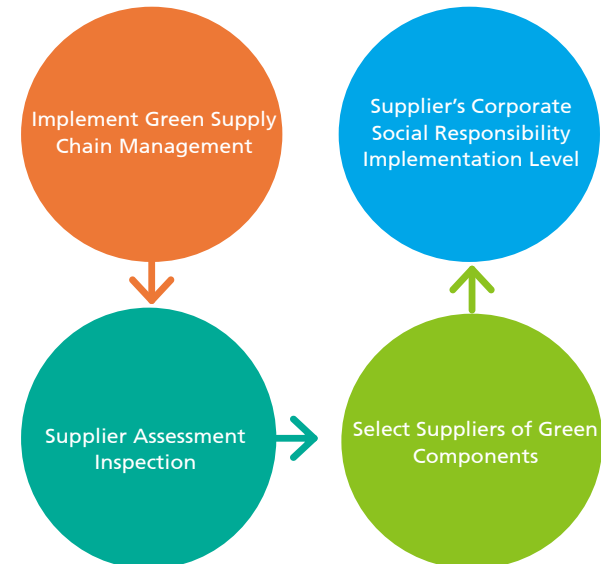 Implement Green Supply
Chain Management
Supplier Assessment
Inspection
Select Suppliers of Green
Components
Supplier's Corporate
Social Responsibility
Implementation Level